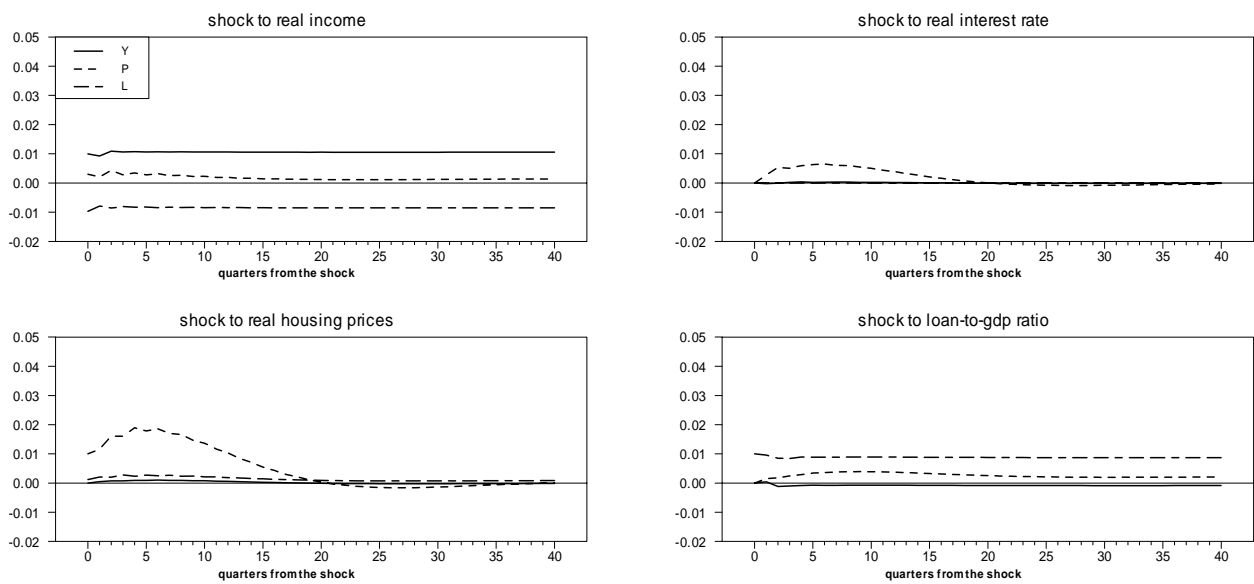 shock to real income
0.05
0.04
0.03
0.02
0.01
0.00
-0.01
-0.02
Y
P
L
0 5 10 15 20 25 30 35 40
quarters from the shock
shock to real interest rate
0.05
0.04
0.03
0.02
0.01
0.00
-0.01
-0.02
0 5 10 15 20 25 30 35 40
quarters from the shock
shock to real housing prices
0.05
0.04
0.03
0.02
0.01
0.00
-0.01
-0.02
0 5 10 15 20 25 30 35 40
quarters from the shock
shock to loan-to-gdp ratio
0.05
0.04
0.03
0.02
0.01
0.00
-0.01
-0.02
0 5 10 15 20 25 30 35 40
quarters from the shock